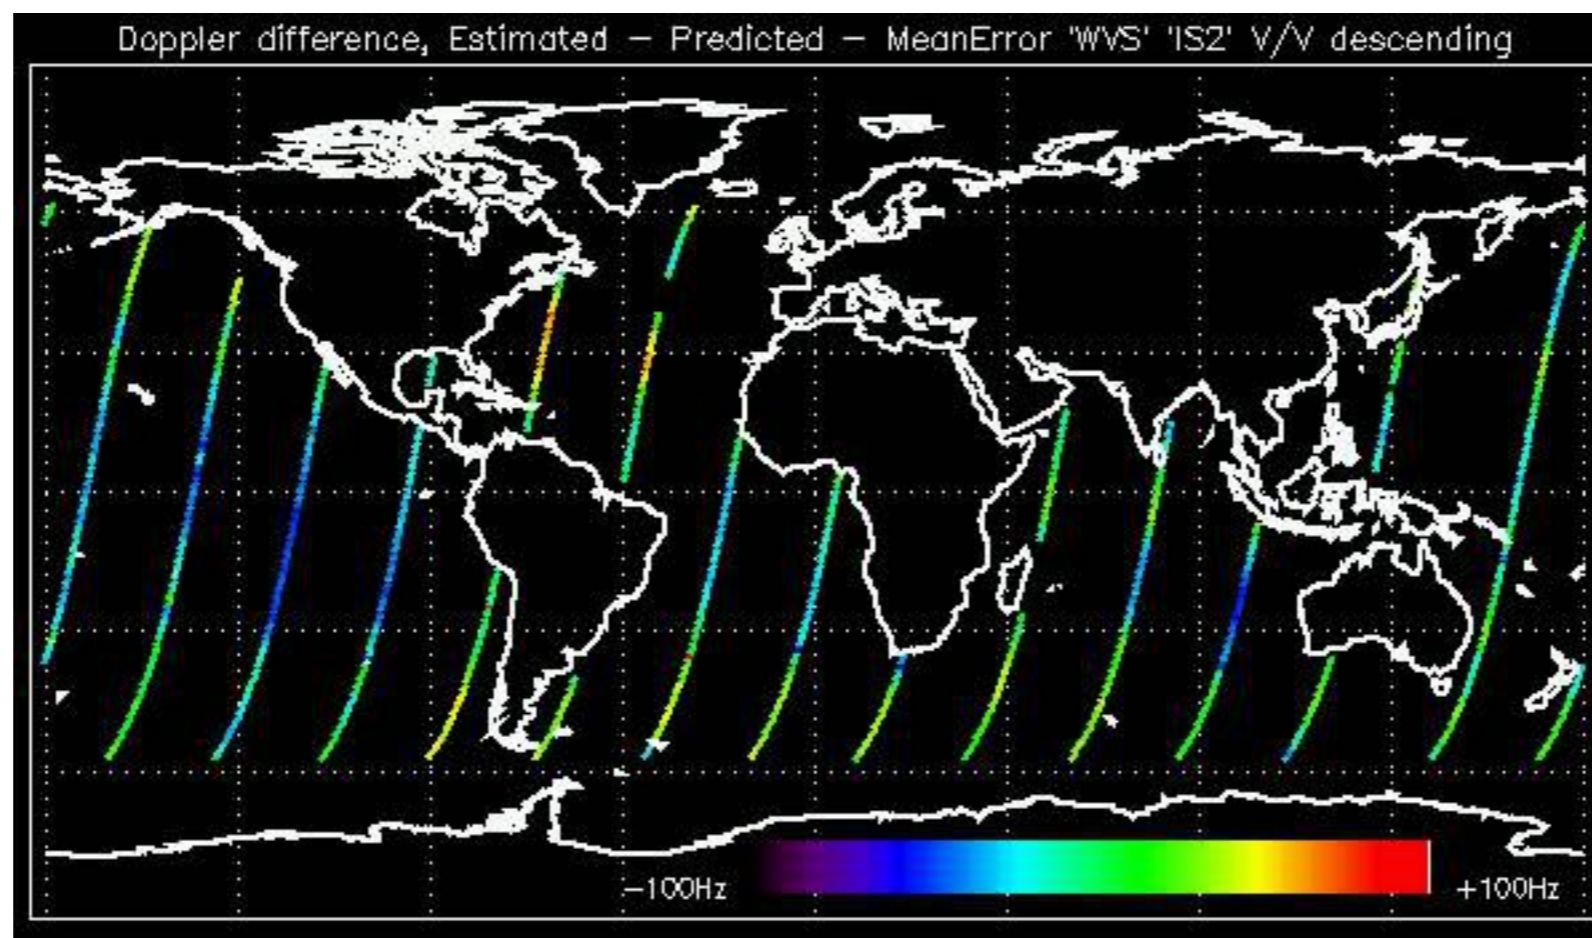 Doppler difference, Estimated – Predicted – MeanError 'WVS' 'IS2' V/V descending
–100Hz
+100Hz